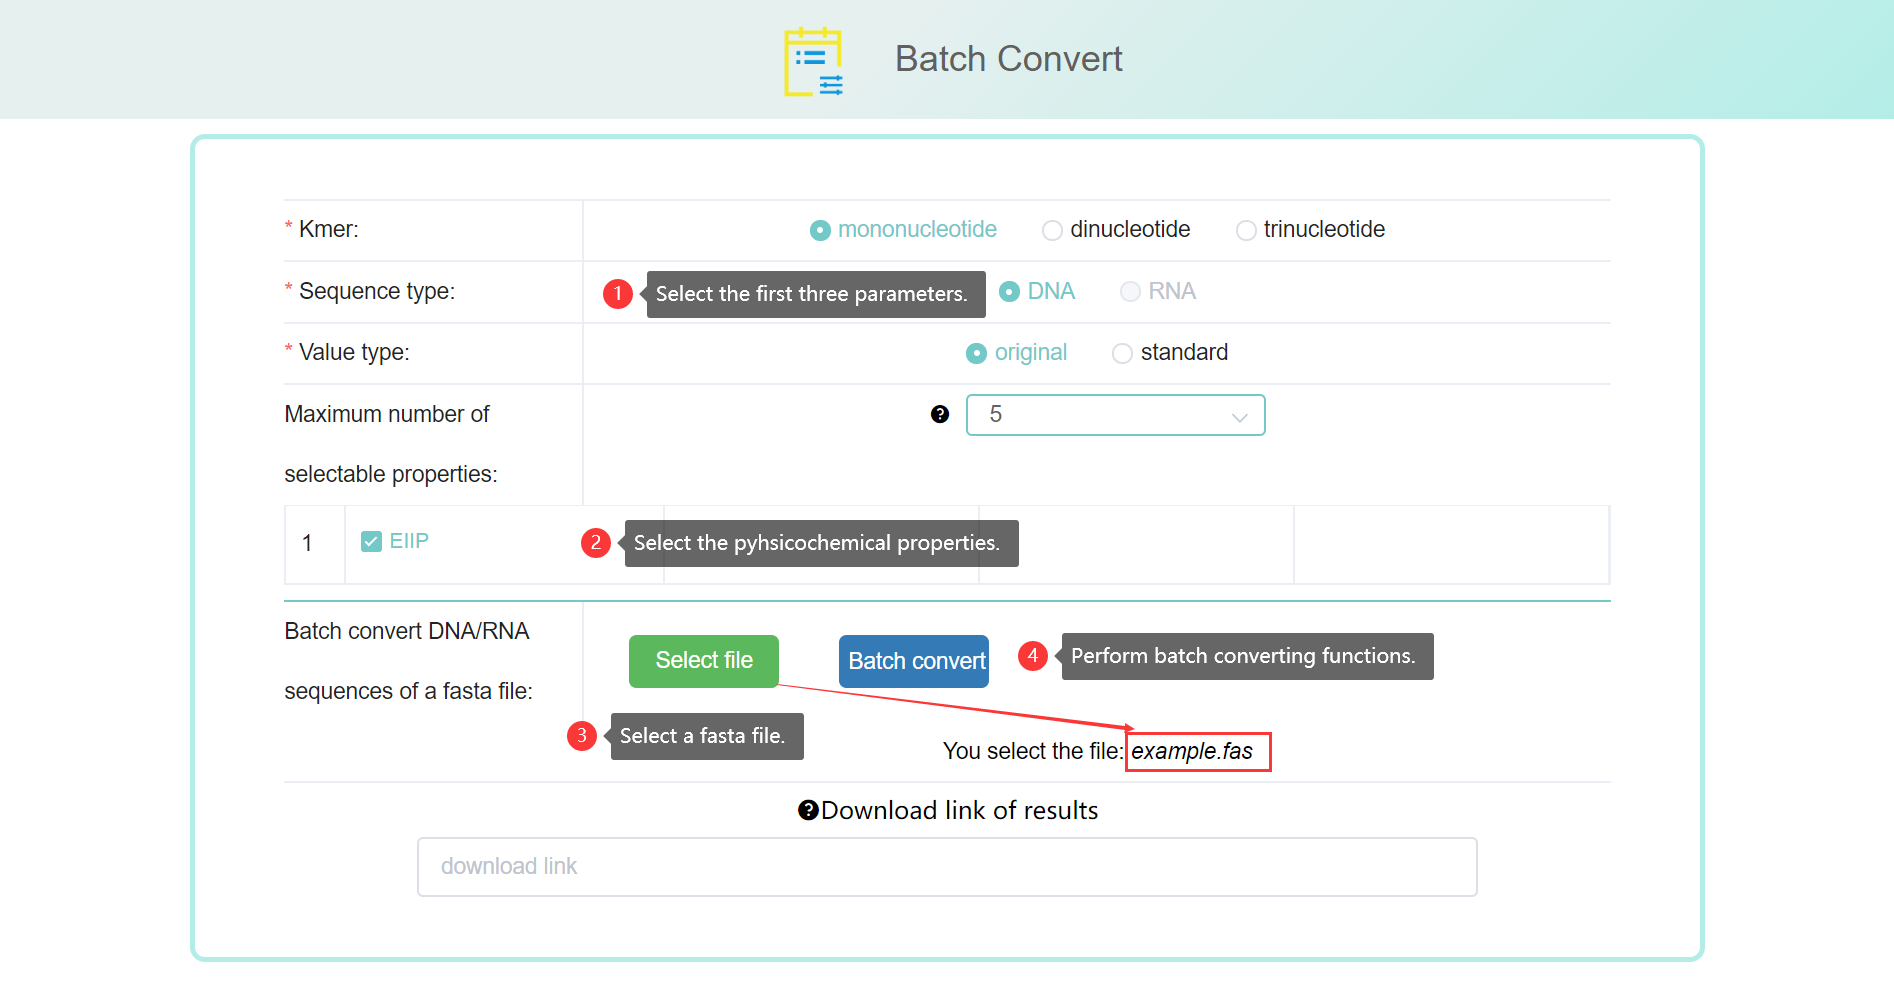 Batch Convert
* Kmer: mononucleotide dinucleotide trinucleotide
* Sequence type: 1 Select the first three parameters. DNA RNA
* Value type: original standard
Maximum number of ? 5
selectable properties:
1 EIIP 2 Select the pyhsicochemical properties.
Batch convert DNA/RNA
Select file Batch convert 4 Perform batch converting functions.
sequences of a fasta file:
3 Select a fasta file.
You select the file: example.fas
?Download link of results
download link